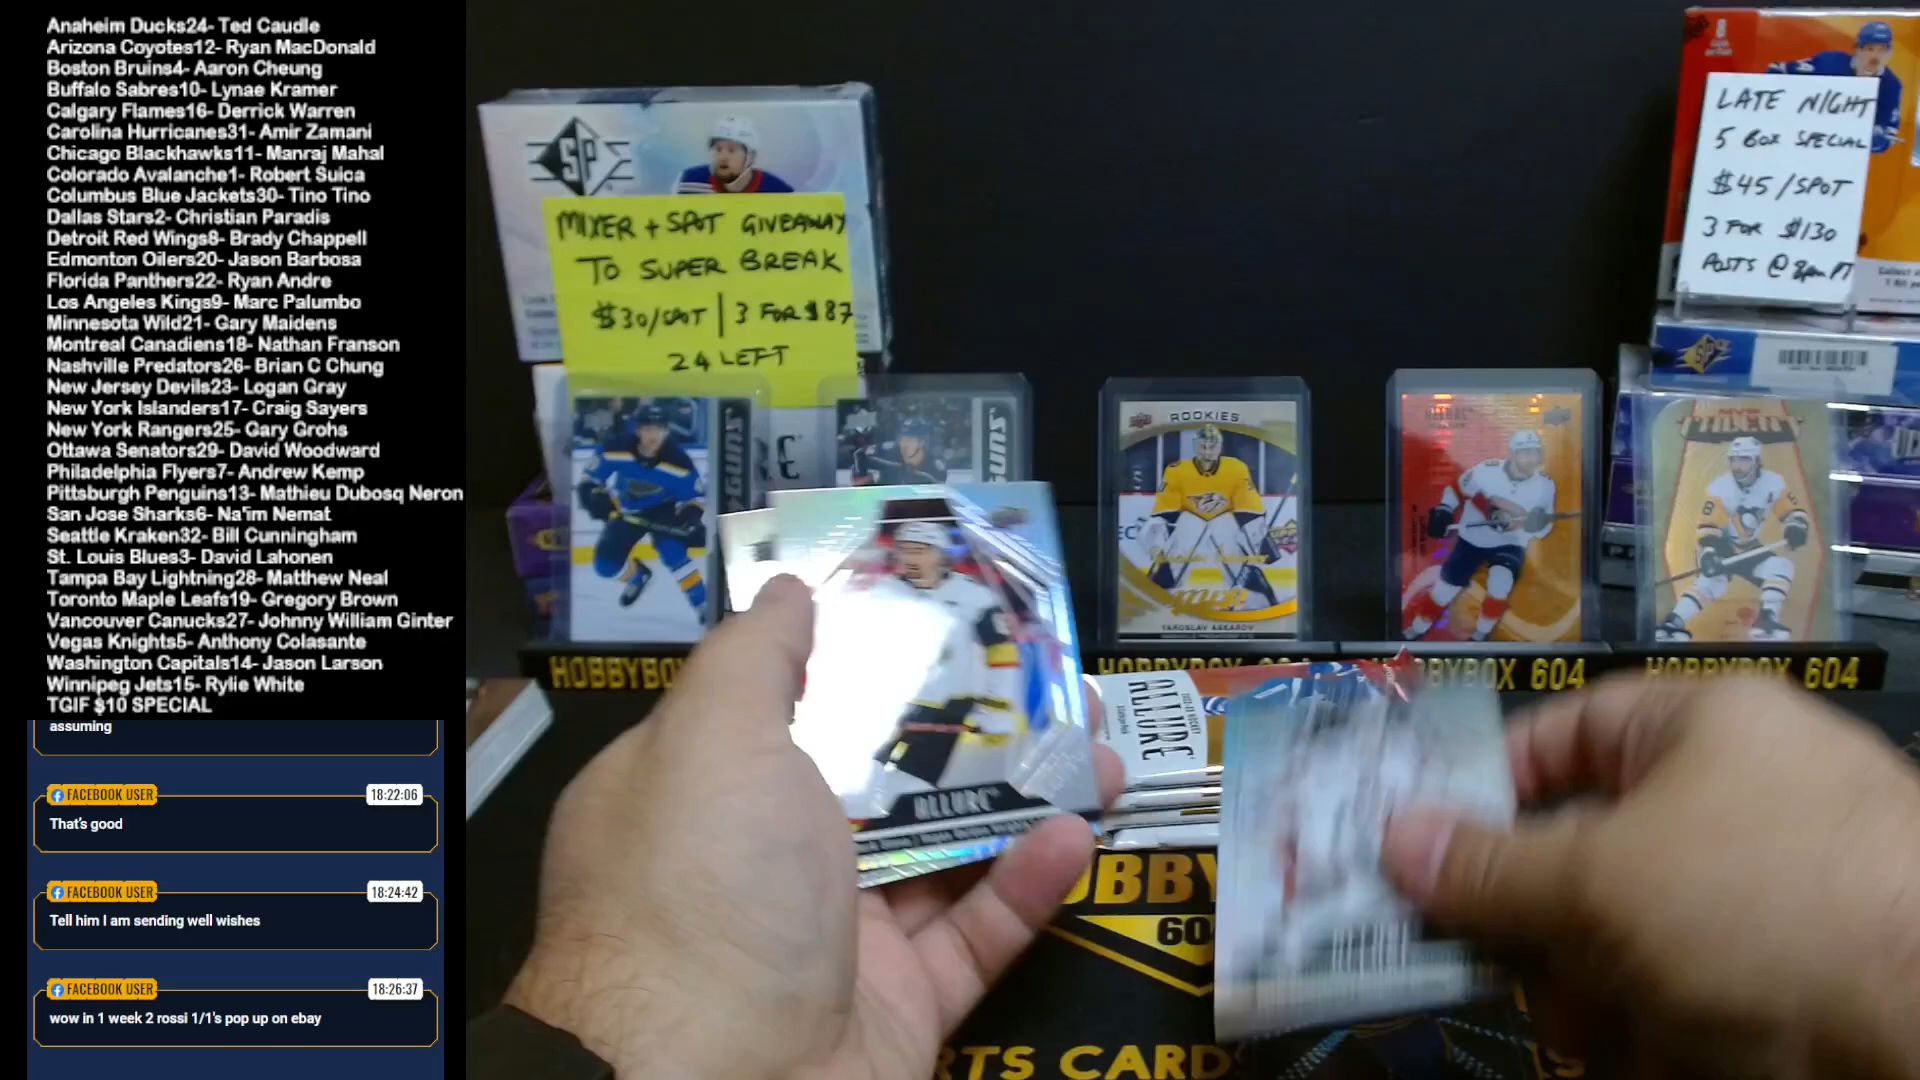 Anaheim Ducks24- Ted Caudle
Arizona Coyotes12- Ryan MacDonald
Boston Bruins4- Aaron Cheung
Buffalo Sabres10- Lynae Kramer
Calgary Flames16- Derrick Warren
Carolina Hurricanes31- Amir Zamani
Chicago Blackhawks11- Manraj Mahal
Colorado Avalanche1- Robert Suica
Columbus Blue Jackets30- Tino Tino
Dallas Stars2- Christian Paradis
Detroit Red Wings8- Brady Chappell
Edmonton Oilers20- Jason Barbosa
Florida Panthers22- Ryan Andre
Los Angeles Kings9- Marc Palumbo
Minnesota Wild21- Gary Maidens
Montreal Canadiens18- Nathan Franson
Nashville Predators26- Brian C Chung
New Jersey Devils23- Logan Gray
New York Islanders17- Craig Sayers
New York Rangers25- Gary Grohs
Ottawa Senators29- David Woodward
Philadelphia Flyers7- Andrew Kemp
Pittsburgh Penguins13- Mathieu Dubosq Neron
San Jose Sharks6- Na'im Nemat
Seattle Kraken32- Bill Cunningham
St. Louis Blues3- David Lahonen
Tampa Bay Lightning28- Matthew Neal
Toronto Maple Leafs19- Gregory Brown
Vancouver Canucks27- Johnny William Ginter
Vegas Knights5- Anthony Colasante
Washington Capitals14- Jason Larson
Winnipeg Jets15- Rylie White
TGIF $10 SPECIAL
assuming
FACEBOOK USER
18:22:06
That's good
FACEBOOK USER
18:24:42
Tell him I am sending well wishes
FACEBOOK USER
18:26:37
wow in 1 week 2 rossi 1/1's pop up on ebay
SP
MIXER + SPOT GIVEAWAY
TO SUPER BREAK
$30/SPOT | 3 FOR $87
24 LEFT
LATE NIGHT
5 BOX SPECIAL
$45 /SPOT
3 FOR $130
POSTS @ 8pm PT
ROOKIES
YAROSLAV ASKAROV
ALLURE
HOBBYBOX 604
HOBBYBOX 604
ALLURE
ALLURE